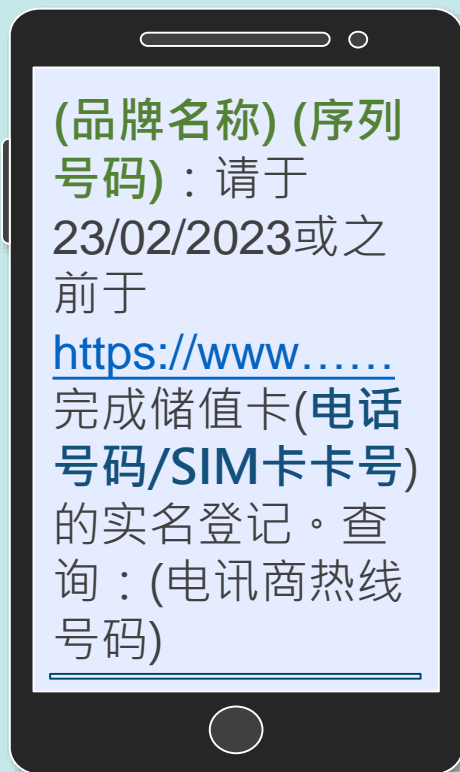 (品牌名称) (序列
号码)：请于
23/02/2023或之
前于
https://www……
完成储值卡(电话
号码/SIM卡卡号)
的实名登记。查
询：(电讯商热线
号码)